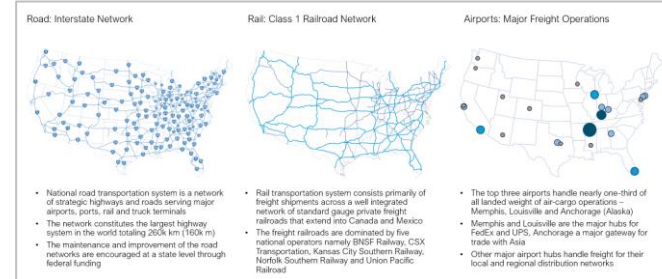 Road: Interstate Network
Rail: Class 1 Railroad Network
Airports: Major Freight Operations
• National road transportation system is a network
of strategic highways and roads serving major
airports, ports, rail and truck terminals
• The network constitutes the largest highway
system in the world totaling 260k km (160k m)
• The maintenance and improvement of the road
networks are encouraged at a state level through
federal funding
• Rail transportation system consists primarily of
freight shipments across a well integrated
network of standard gauge private freight
railroads that extend into Canada and Mexico
• The freight railroads are dominated by five
national operators namely BNSF Railway, CSX
Transportation, Kansas City Southern Railway,
Norfolk Southern Railway and Union Pacific
Railroad
• The top three airports handle nearly one-third of
all landed weight of air-cargo operations –
Memphis, Louisville and Anchorage (Alaska)
• Memphis and Louisville are the major hubs for
FedEx and UPS, Anchorage a major gateway for
trade with Asia
• Other major airport hubs handle freight for their
local and regional distribution networks